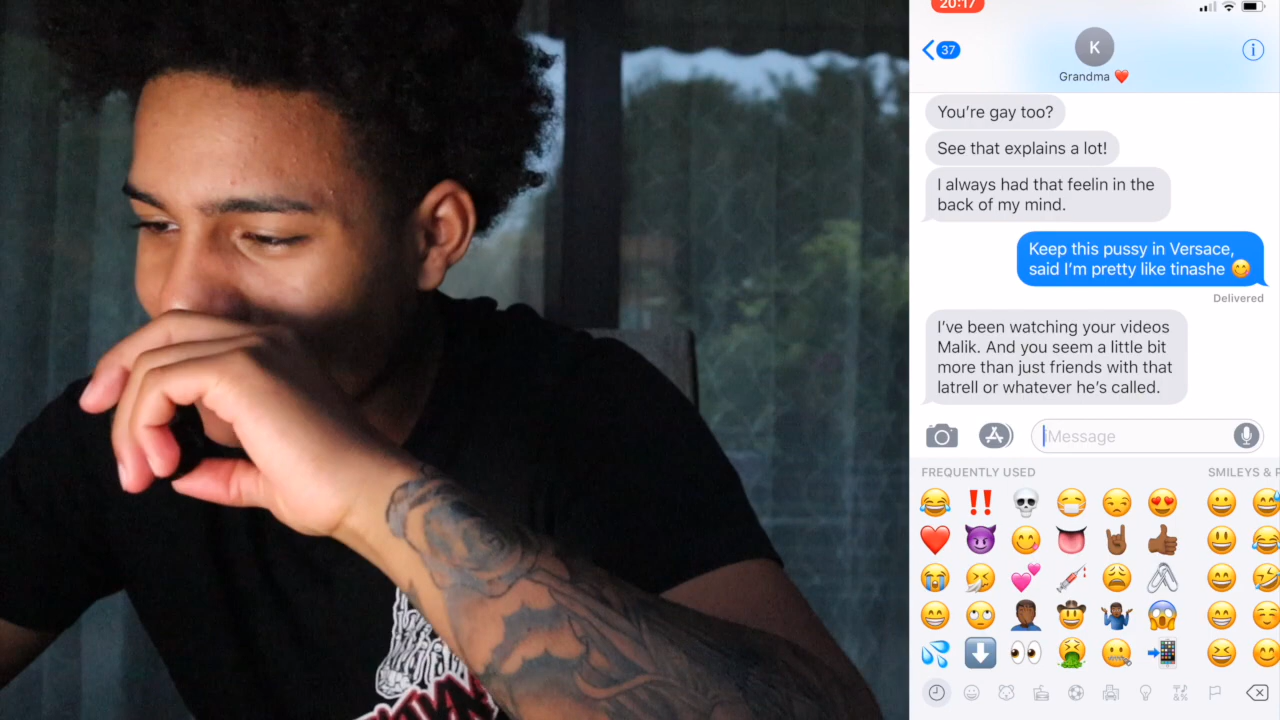 20:17
37
K
Grandma ❤️
You're gay too?
See that explains a lot!
I always had that feelin in the
back of my mind.
Keep this pussy in Versace,
said I'm pretty like tinashe 😋
Delivered
I've been watching your videos
Malik. And you seem a little bit
more than just friends with that
latrell or whatever he's called.
Message
FREQUENTLY USED
SMILEYS &